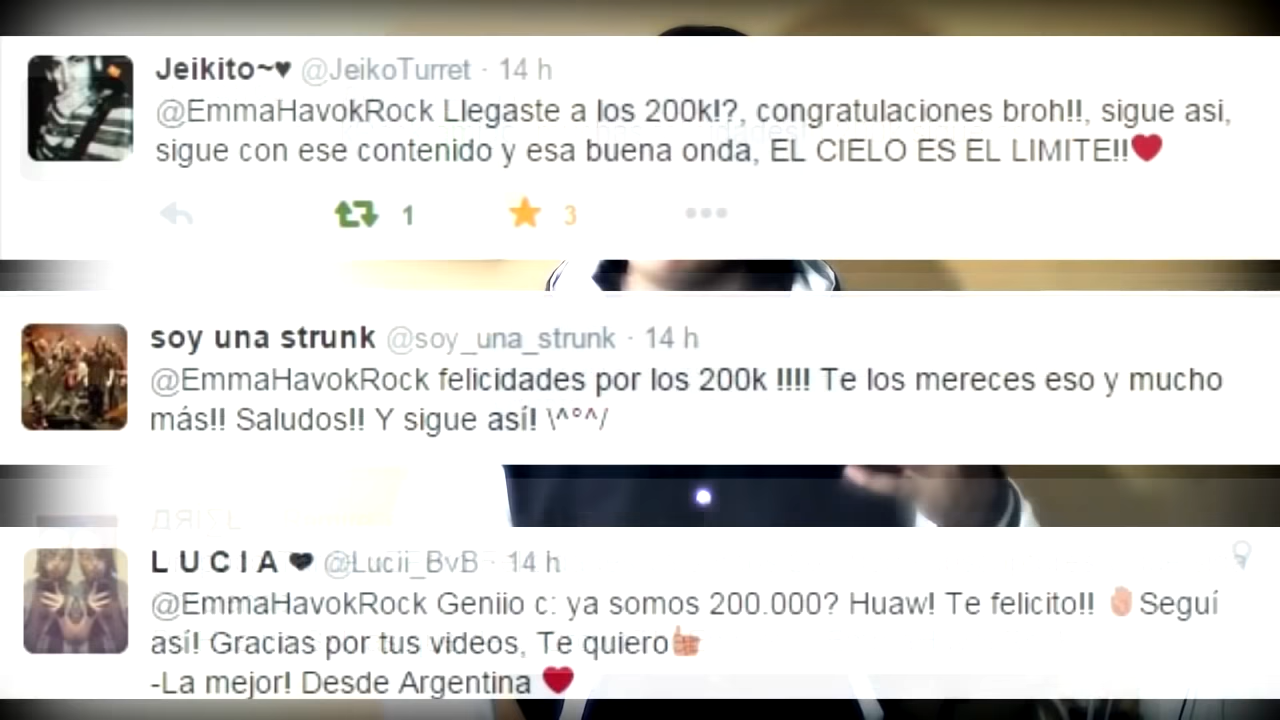 Jeikito~♥ @JeikoTurret · 14 h
@EmmaHavokRock Llegaste a los 200k!?, congratulaciones broh!!, sigue asi,
sigue con ese contenido y esa buena onda, EL CIELO ES EL LIMITE!!❤
1 3
soy una strunk @soy_una_strunk · 14 h
@EmmaHavokRock felicidades por los 200k !!!! Te los mereces eso y mucho
más!! Saludos!! Y sigue así! \^°^/
L U C I A ❤ @Lucii_BvB · 14 h
@EmmaHavokRock Geniio c: ya somos 200.000? Huaw! Te felicito!! ✋Seguí
así! Gracias por tus videos, Te quiero👍
-La mejor! Desde Argentina ❤